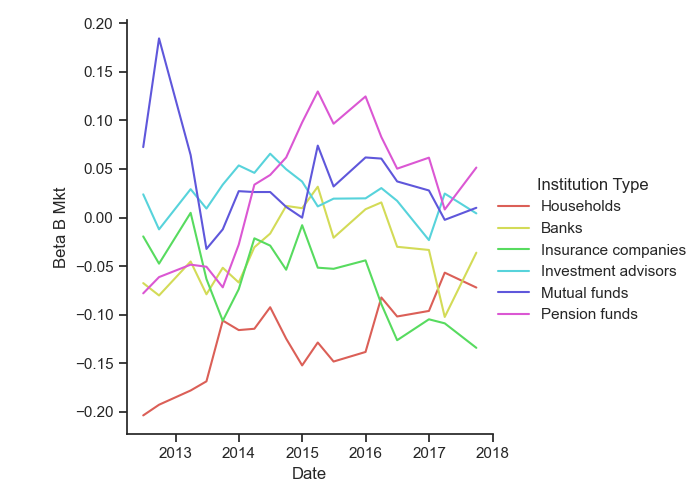 0.20
0.15
0.10
0.05
0.00
−0.05
−0.10
−0.15
−0.20
Beta B Mkt
2013 2014 2015 2016 2017 2018
Date
Institution Type
Households
Banks
Insurance companies
Investment advisors
Mutual funds
Pension funds